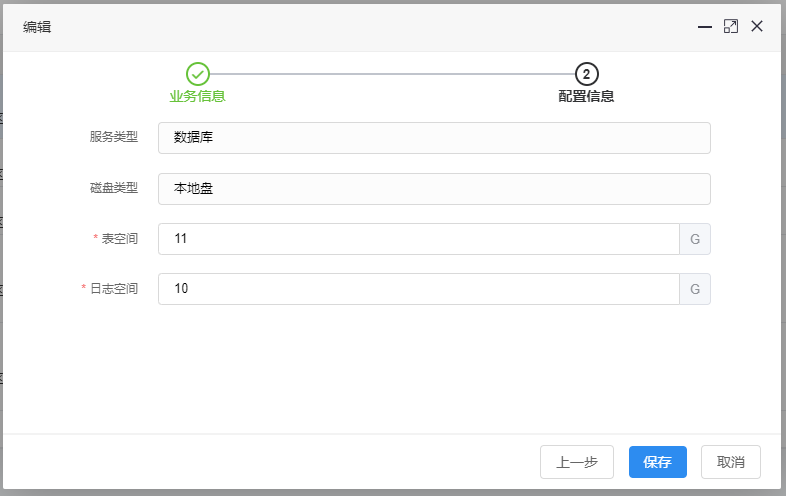 编辑
2
业务信息
配置信息
服务类型 数据库
磁盘类型 本地盘
* 表空间 11 G
* 日志空间 10 G
上一步 保存 取消